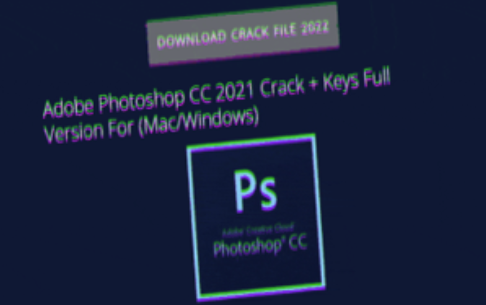 DOWNLOAD CRACK FILE 2022
Adobe Photoshop CC 2021 Crack + Keys Full
Version For (Mac/Windows)
Ps
Adobe Creative Cloud
Photoshop® CC